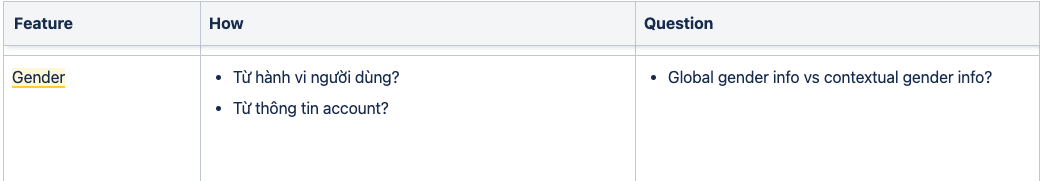 Feature How Question
Gender
Từ hành vi người dùng?
Từ thông tin account?
Global gender info vs contextual gender info?